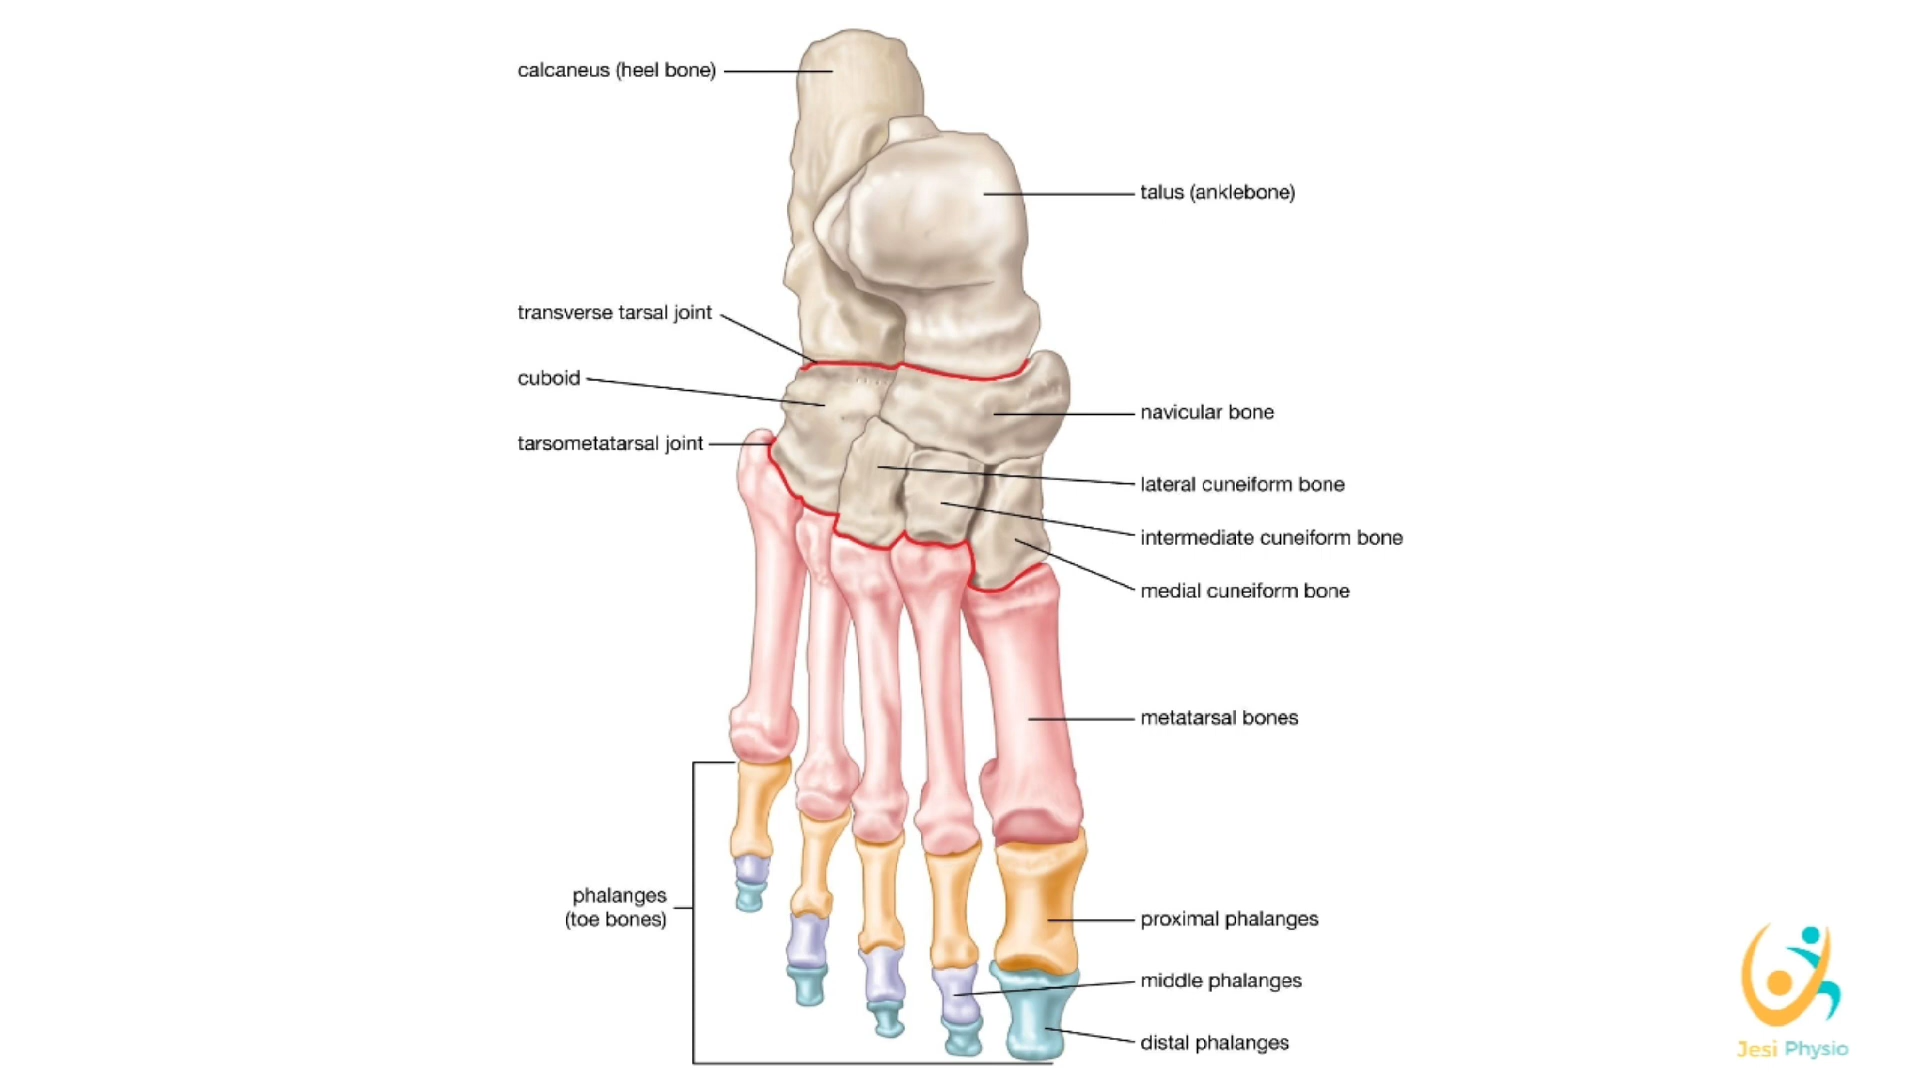 calcaneus (heel bone)
talus (anklebone)
transverse tarsal joint
cuboid
navicular bone
tarsometatarsal joint
lateral cuneiform bone
intermediate cuneiform bone
medial cuneiform bone
metatarsal bones
phalanges
(toe bones)
proximal phalanges
middle phalanges
distal phalanges
Jesi Physio